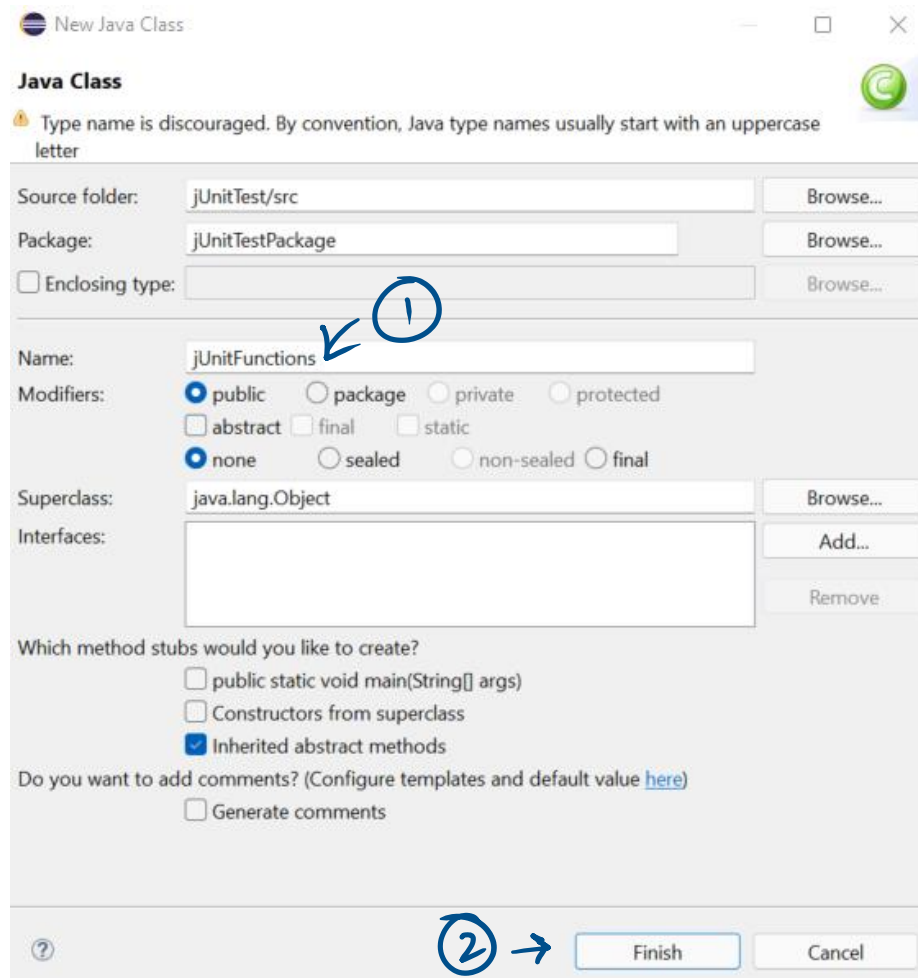 New Java Class
Java Class
Type name is discouraged. By convention, Java type names usually start with an uppercase
letter
Source folder: jUnitTest/src Browse...
Package: jUnitTestPackage Browse...
Enclosing type: Browse...
1
Name: jUnitFunctions
Modifiers: public package private protected
abstract final static
none sealed non-sealed final
Superclass: java.lang.Object Browse...
Interfaces: Add...
Remove
Which method stubs would you like to create?
public static void main(String[] args)
Constructors from superclass
Inherited abstract methods
Do you want to add comments? (Configure templates and default value here)
Generate comments
? 2 Finish Cancel